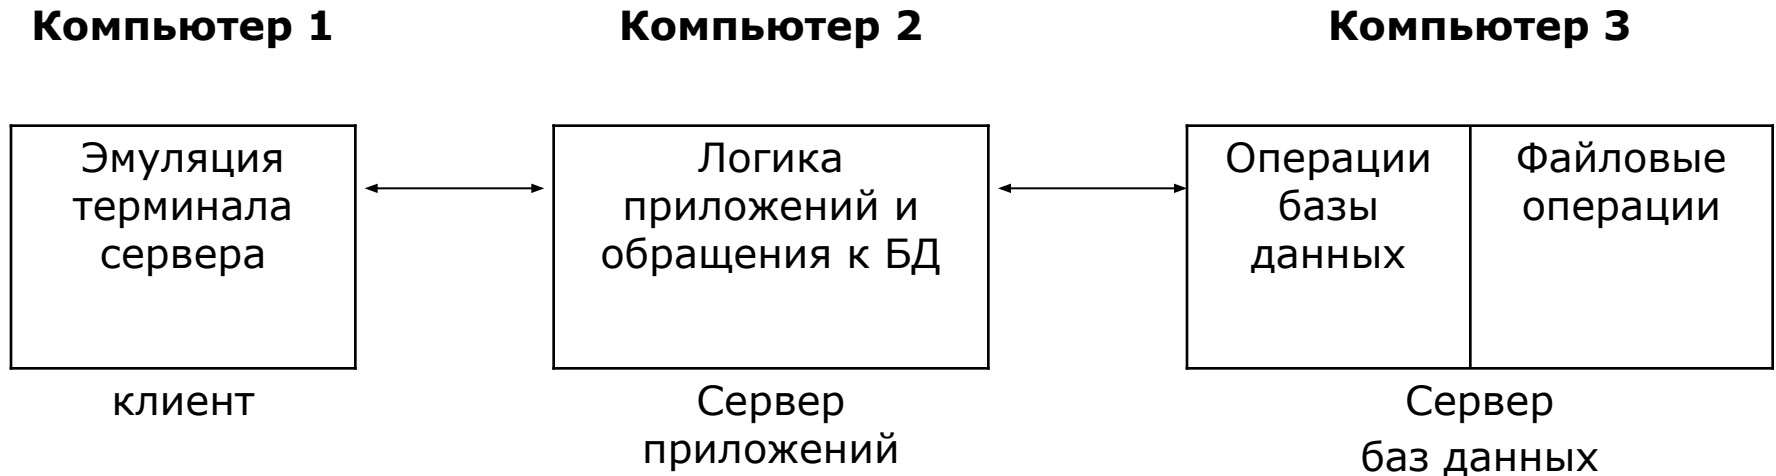 Компьютер 1
Компьютер 2
Компьютер 3
Эмуляция
терминала
сервера
Логика
приложений и
обращения к БД
Операции
базы
данных
Файловые
операции
клиент
Сервер
приложений
Сервер
баз данных